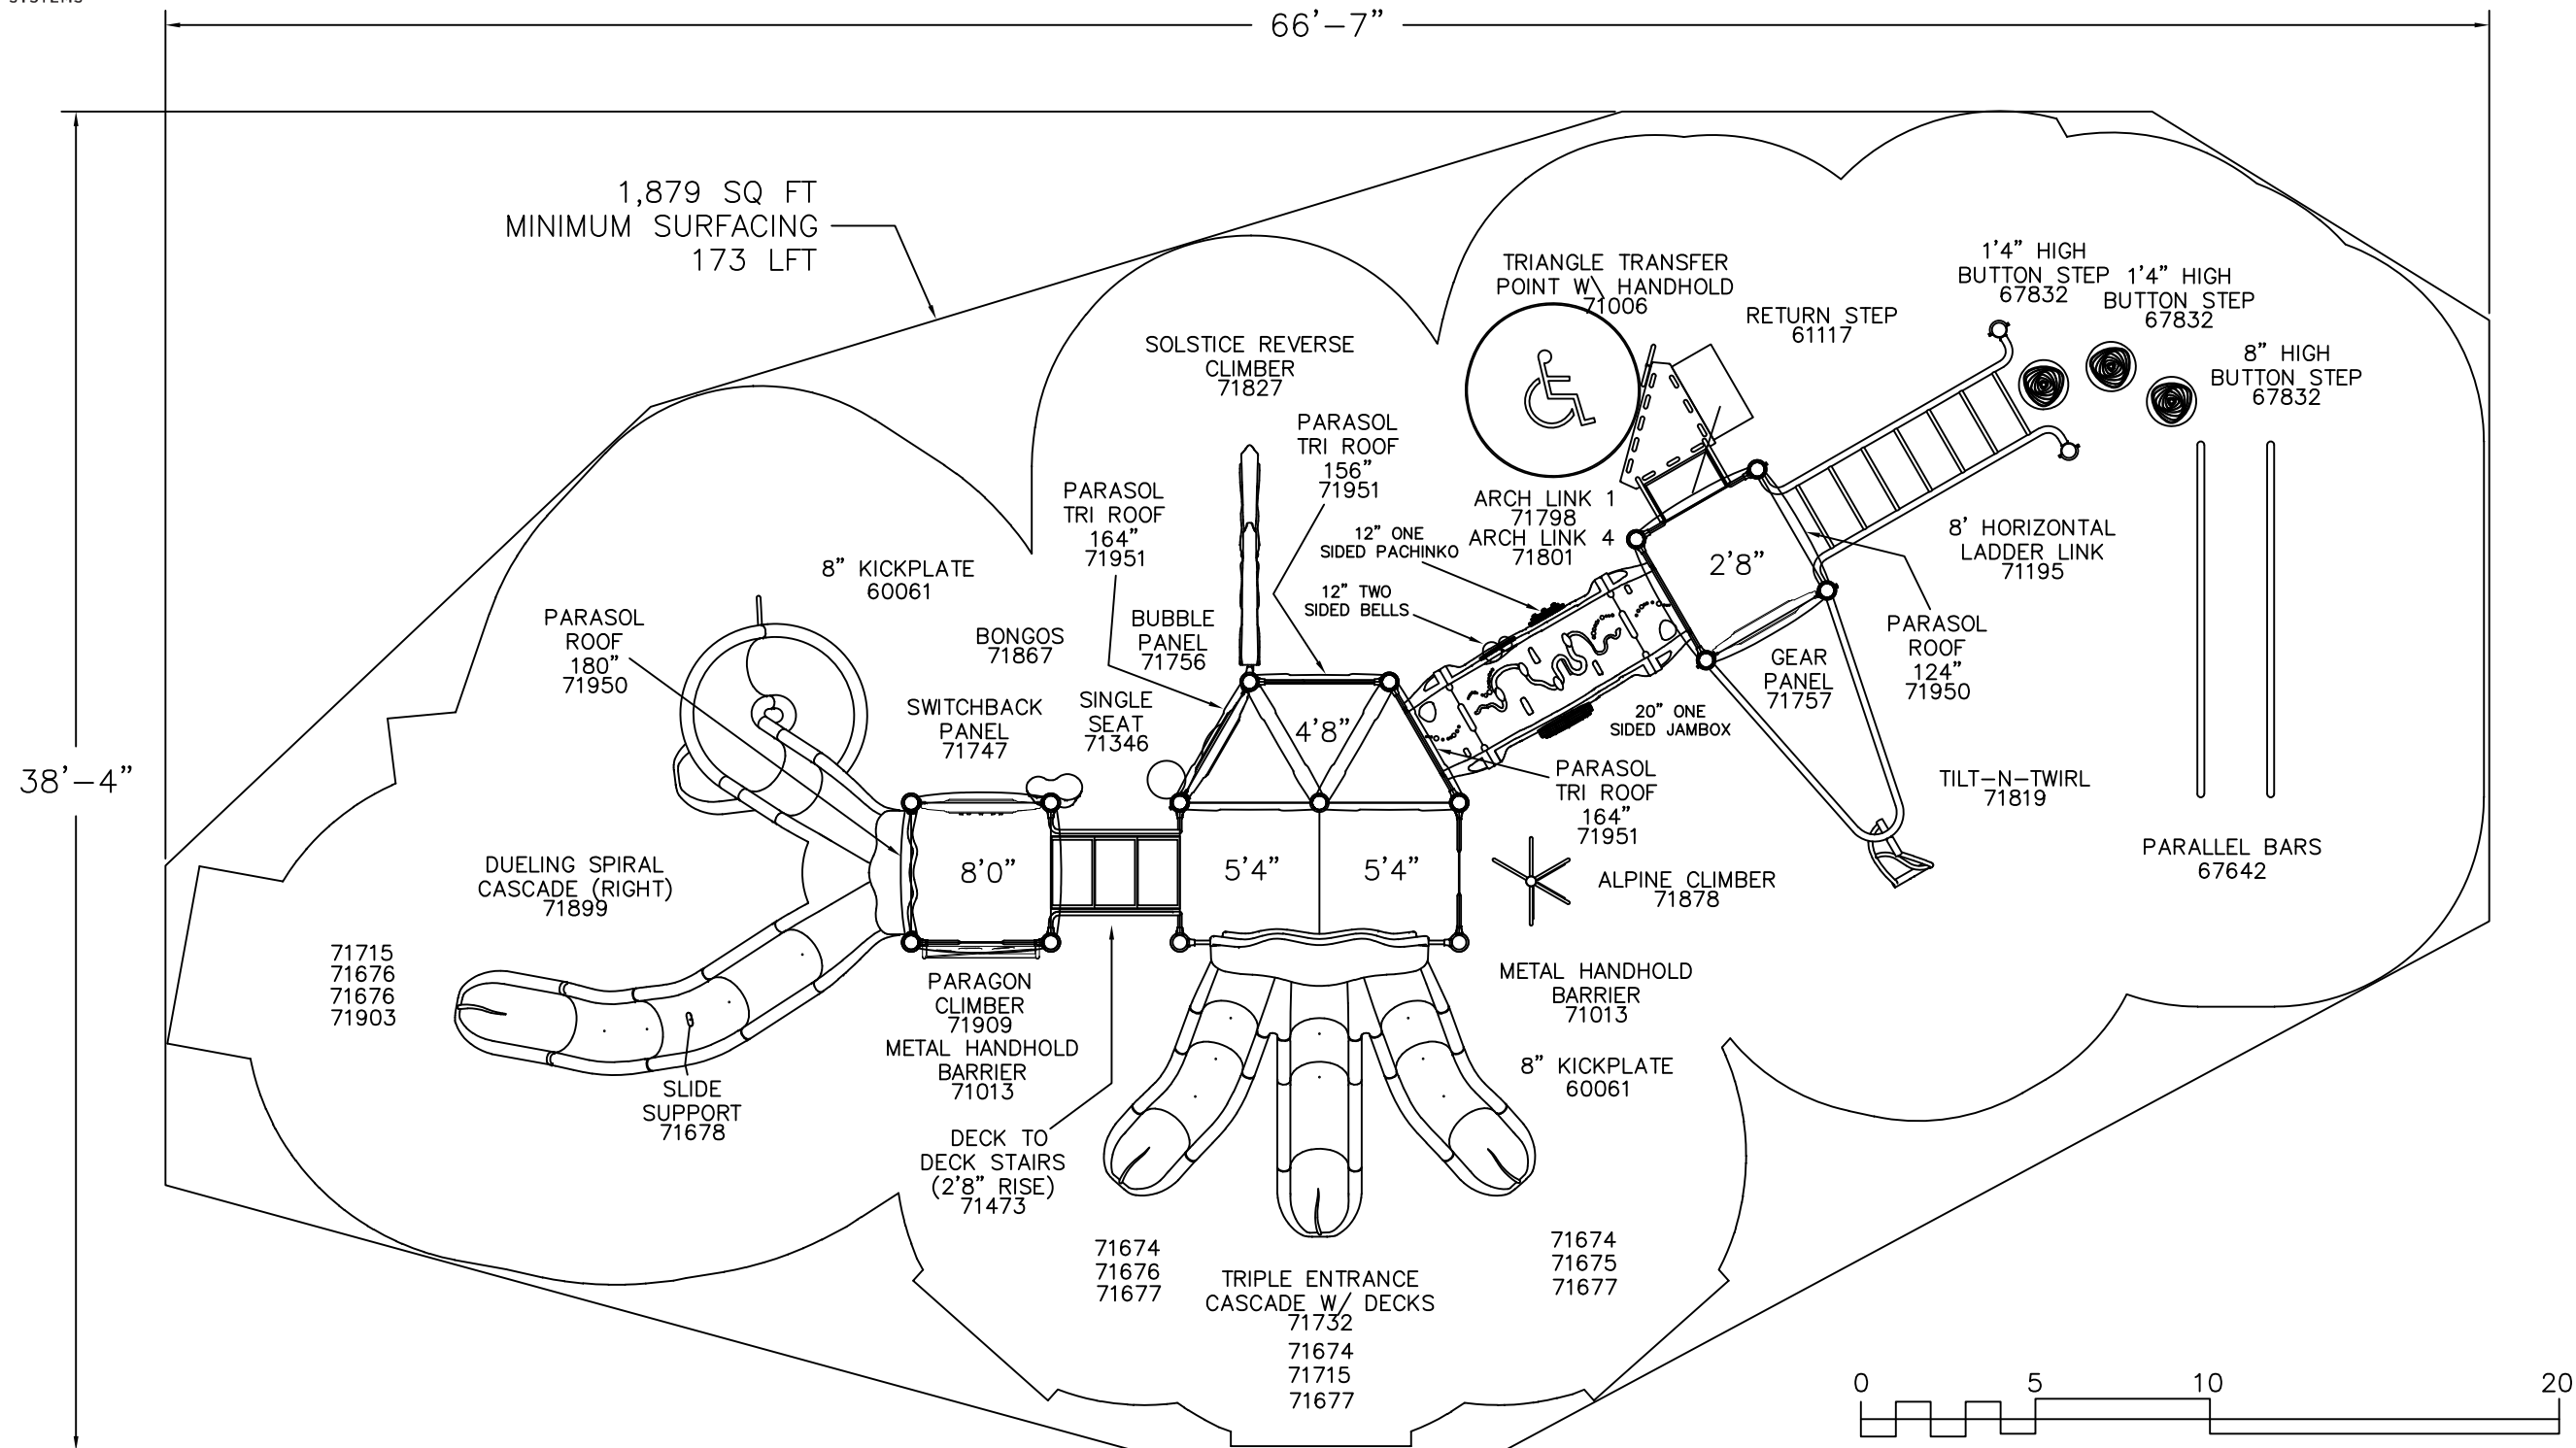 66'-7"
1,879 SQ FT
MINIMUM SURFACING
173 LFT
38'-4"
TRIANGLE TRANSFER
POINT W\ HANDHOLD
71006
RETURN STEP
61117
1'4" HIGH
BUTTON STEP
67832
1'4" HIGH
BUTTON STEP
67832
8" HIGH
BUTTON STEP
67832
SOLSTICE REVERSE
CLIMBER
71827
PARASOL
TRI ROOF
156"
71951
PARASOL
TRI ROOF
164"
71951
ARCH LINK 1
71798
ARCH LINK 4
71801
12" ONE
SIDED PACHINKO
12" TWO
SIDED BELLS
2'8"
8' HORIZONTAL
LADDER LINK
71195
8" KICKPLATE
60061
PARASOL
ROOF
180"
71950
BONGOS
71867
BUBBLE
PANEL
71756
SWITCHBACK
PANEL
71747
SINGLE
SEAT
71346
4'8"
20" ONE
SIDED JAMBOX
GEAR
PANEL
71757
PARASOL
ROOF
124"
71950
PARASOL
TRI ROOF
164"
71951
TILT-N-TWIRL
71819
PARALLEL BARS
67642
DUELING SPIRAL
CASCADE (RIGHT)
71899
8'0"
5'4"
5'4"
ALPINE CLIMBER
71878
71715
71676
71676
71903
PARAGON
CLIMBER
71909
METAL HANDHOLD
BARRIER
71013
METAL HANDHOLD
BARRIER
71013
8" KICKPLATE
60061
SLIDE
SUPPORT
71678
DECK TO
DECK STAIRS
(2'8" RISE)
71473
71674
71676
71677
TRIPLE ENTRANCE
CASCADE W/ DECKS
71732
71674
71715
71677
71674
71675
71677
0 5 10 20